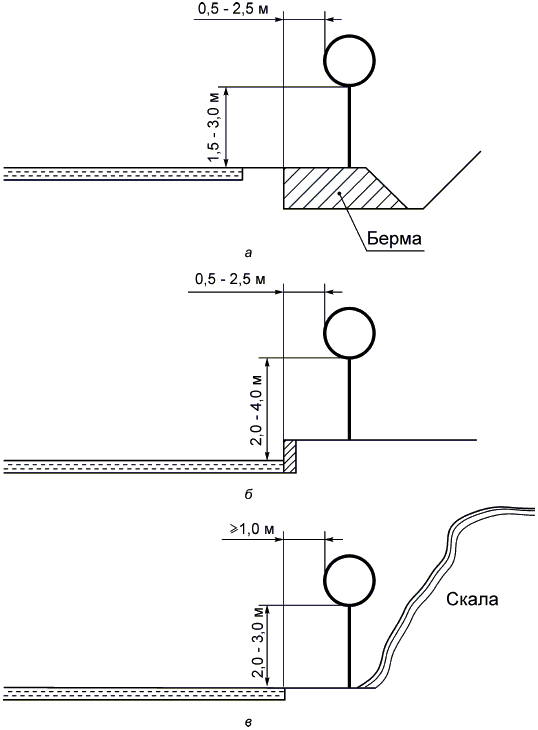 0,5 - 2,5 м
1,5 - 3,0 м
Берма
а
0,5 - 2,5 м
2,0 - 4,0 м
б
⩾1,0 м
2,0 - 3,0 м
Скала
в